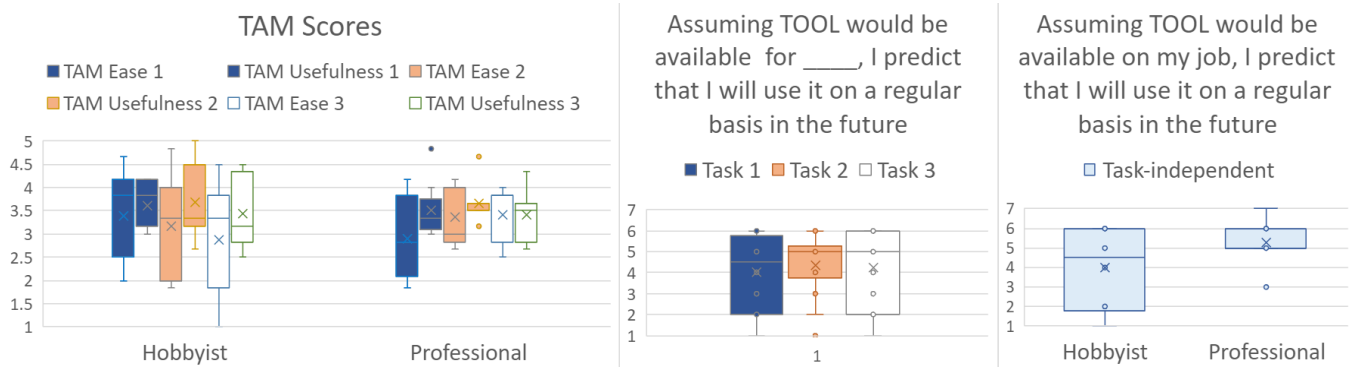 TAM Scores
TAM Ease 1 TAM Usefulness 1 TAM Ease 2
TAM Usefulness 2 TAM Ease 3 TAM Usefulness 3
5
4.5
4
3.5
3
2.5
2
1.5
1
Hobbyist Professional
Assuming TOOL would be
available for ____, I predict
that I will use it on a regular
basis in the future
Task 1 Task 2 Task 3
7
6
5
4
3
2
1
1
Assuming TOOL would be
available on my job, I predict
that I will use it on a regular
basis in the future
Task-independent
7
6
5
4
3
2
1
Hobbyist Professional